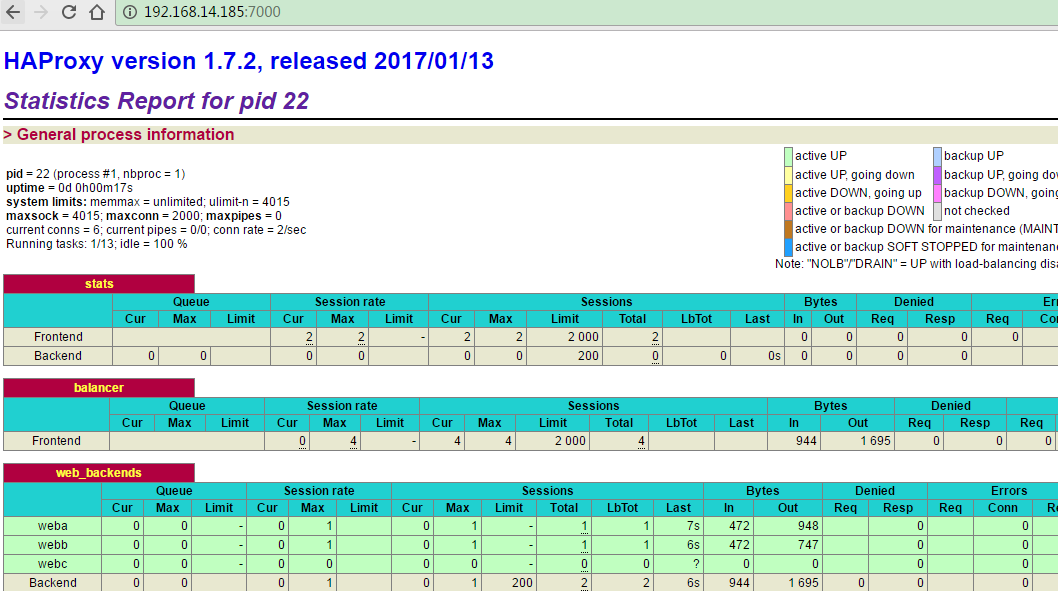 192.168.14.185:7000
HAProxy version 1.7.2, released 2017/01/13
Statistics Report for pid 22
> General process information
pid = 22 (process #1, nbproc = 1)
uptime = 0d 0h00m17s
system limits: memmax = unlimited; ulimit-n = 4015
maxsock = 4015; maxconn = 2000; maxpipes = 0
current conns = 6; current pipes = 0/0; conn rate = 2/sec
Running tasks: 1/13; idle = 100 %
active UP backup UP
active UP, going down backup UP, going dow
active DOWN, going up backup DOWN, going
active or backup DOWN not checked
active or backup DOWN for maintenance (MAINT
active or backup SOFT STOPPED for maintenance
Note: "NOLB"/"DRAIN" = UP with load-balancing disa
stats
Queue Session rate Sessions Bytes Denied Err
Cur Max Limit Cur Max Limit Cur Max Limit Total LbTot Last In Out Req Resp Req Co
Frontend 2 2 - 2 2 2 000 2 0 0 0 0 0
Backend 0 0 0 0 0 0 200 0 0 0s 0 0 0 0
balancer
Queue Session rate Sessions Bytes Denied
Cur Max Limit Cur Max Limit Cur Max Limit Total LbTot Last In Out Req Resp Req
Frontend 0 4 - 4 4 2 000 4 944 1 695 0 0 0
web_backends
Queue Session rate Sessions Bytes Denied Errors
Cur Max Limit Cur Max Limit Cur Max Limit Total LbTot Last In Out Req Resp Req Conn Re
weba 0 0 - 0 1 0 1 - 1 1 7s 472 948 0 0
webb 0 0 - 0 1 0 1 - 1 1 6s 472 747 0 0
webc 0 0 - 0 0 0 0 - 0 0 ? 0 0 0 0
Backend 0 0 0 1 0 1 200 2 2 6s 944 1 695 0 0 0